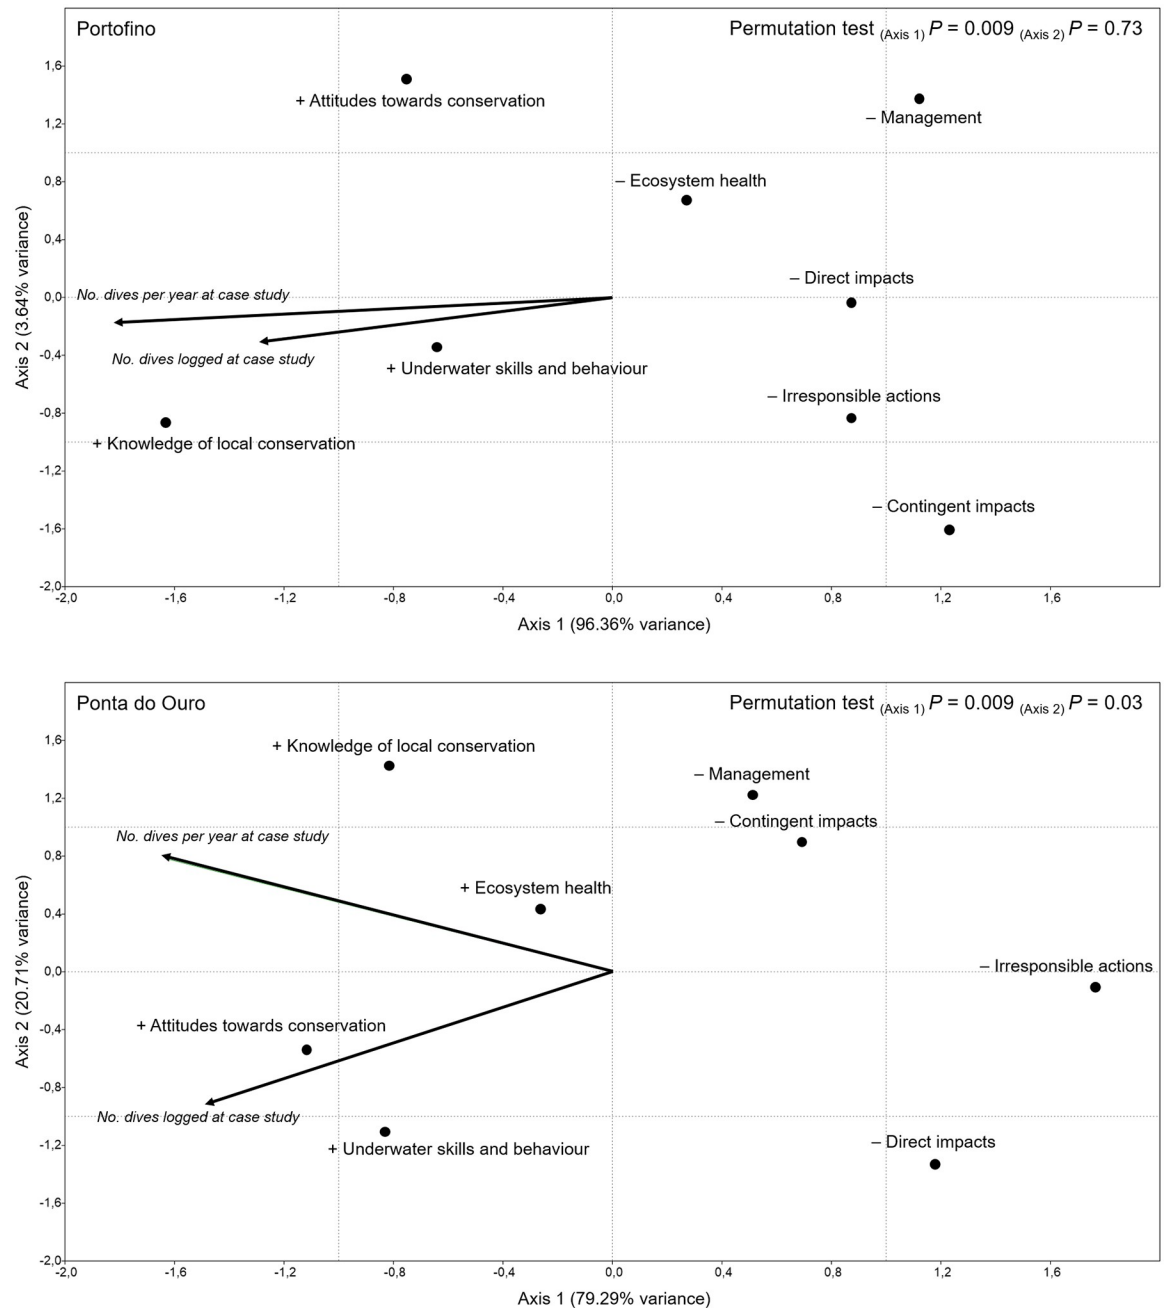 Portofino
Permutation test (Axis 1) P = 0.009 (Axis 2) P = 0.73
1,6
+ Attitudes towards conservation
– Management
1,2
– Ecosystem health
0,8
0,4
– Direct impacts
No. dives per year at case study
0,0
No. dives logged at case study
-0,4
+ Underwater skills and behaviour
– Irresponsible actions
-0,8
+ Knowledge of local conservation
-1,2
– Contingent impacts
-1,6
-2,0
Axis 2 (3.64% variance)
-2,0 -1,6 -1,2 -0,8 -0,4 0,0 0,4 0,8 1,2 1,6
Axis 1 (96.36% variance)
Ponta do Ouro
Permutation test (Axis 1) P = 0.009 (Axis 2) P = 0.03
1,6
+ Knowledge of local conservation
– Management
1,2
– Contingent impacts
No. dives per year at case study
0,8
+ Ecosystem health
0,4
0,0
– Irresponsible actions
-0,4
+ Attitudes towards conservation
-0,8
No. dives logged at case study
-1,2
+ Underwater skills and behaviour
– Direct impacts
-1,6
-2,0
Axis 2 (20.71% variance)
-2,0 -1,6 -1,2 -0,8 -0,4 0,0 0,4 0,8 1,2 1,6
Axis 1 (79.29% variance)